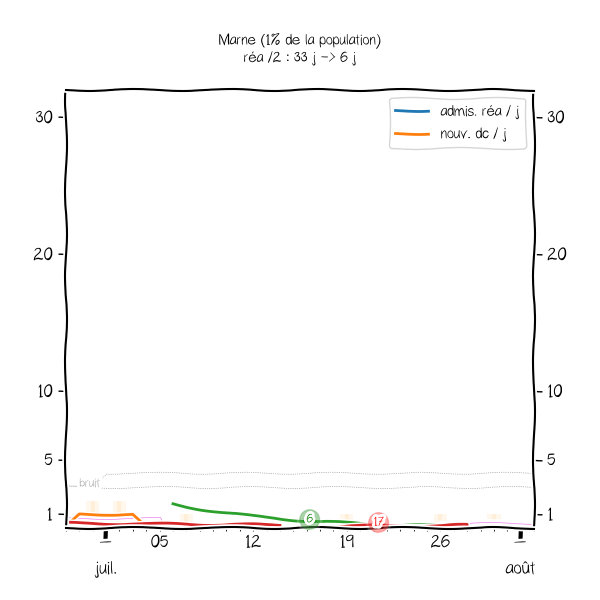 Marne (1% de la population)
réa /2 : 33 j -> 6 j
admis. réa / j
nouv. dc / j
30 30
20 20
10 10
5 5
bruit
1 1
6 17
05 12 19 26
juil. août